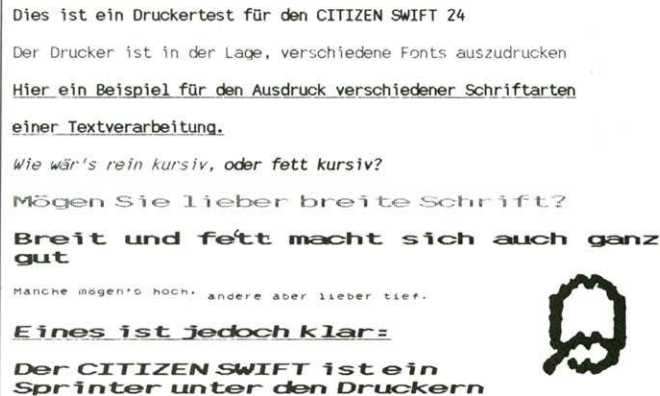 Dies ist ein Druckertest für den CITIZEN SWIFT 24
Der Drucker ist in der Lage, verschiedene Fonts auszudrucken
Hier ein Beispiel für den Ausdruck verschiedener Schriftarten
einer Textverarbeitung.
Wie wär's rein kursiv, oder fett kursiv?
Mögen Sie lieber breite Schrift?
Breit und fett macht sich auch ganz
gut
Manche mögen's hoch, andere aber lieber tief.
Eines ist jedoch klar:
Der CITIZEN SWIFT ist ein
Sprinter unter den Druckern